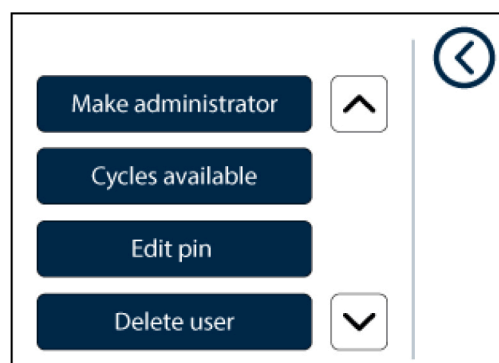 Make administrator
Cycles available
Edit pin
Delete user